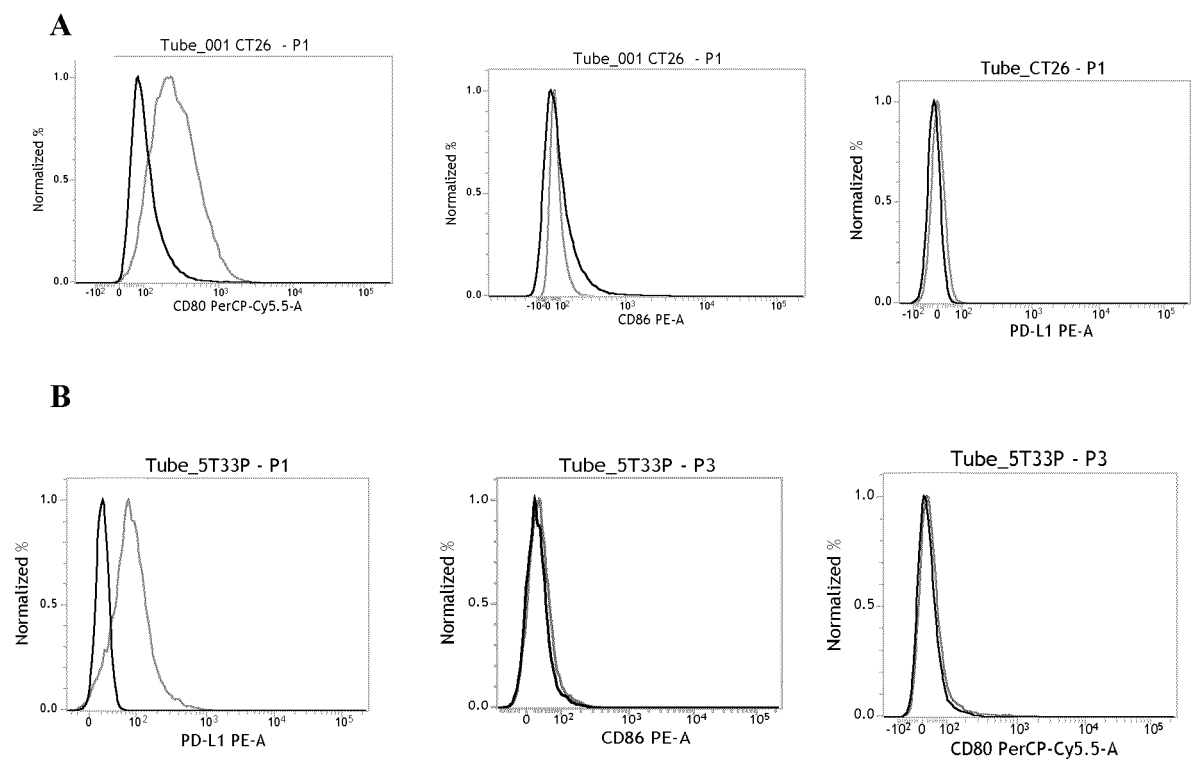 A
Tube_001 CT26 - P1
Normalized %
1.0
0.5
0.0
-10² 0 10² 10³ 10⁴ 10⁵
CD80 PerCP-Cy5.5-A
Tube_001 CT26 - P1
Normalized %
1.0
0.5
0.0
10² 10³ 10⁴ 10⁵
CD86 PE-A
Tube_CT26 - P1
Normalized %
1.0
0.5
0.0
-10² 0 10² 10³ 10⁴ 10⁵
PD-L1 PE-A
B
Tube_5T33P - P1
Normalized %
1.0
0.5
0.0
0 10² 10³ 10⁴ 10⁵
PD-L1 PE-A
Tube_5T33P - P3
Normalized %
1.0
0.5
0.0
0 10² 10³ 10⁴ 10⁵
CD86 PE-A
Tube_5T33P - P3
Normalized %
1.0
0.5
0.0
-10² 0 10² 10³ 10⁴ 10⁵
CD80 PerCP-Cy5.5-A